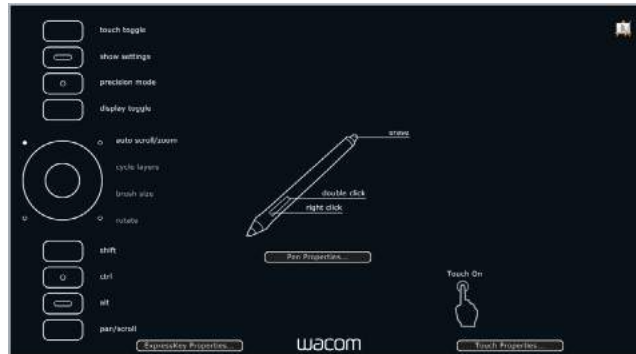 touch toggle
show settings
precision mode
display toggle
auto scroll/zoom
cycle layers
brush size
rotate
shift
ctrl
alt
pan/scroll
erase
double click
right click
Pen Properties...
Touch On
ExpressKey Properties...
wacom
Touch Properties...